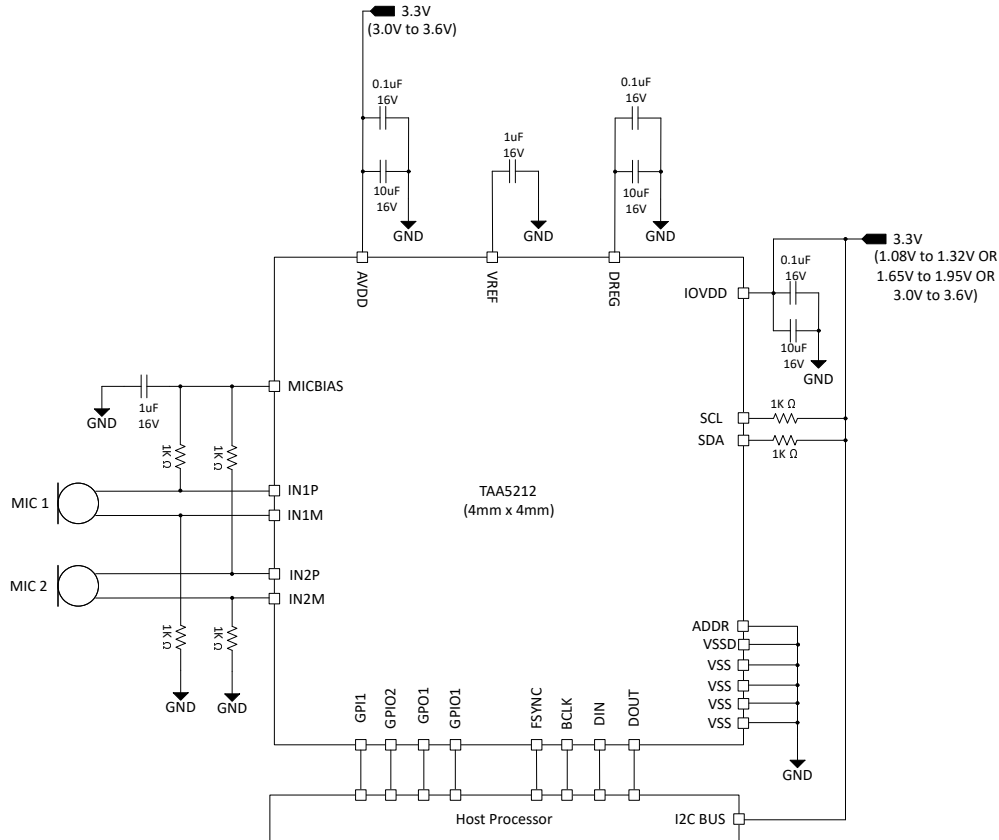 3.3V
(3.0V to 3.6V)
0.1uF
16V
10uF
16V
GND
1uF
16V
GND
0.1uF
16V
10uF
16V
GND
3.3V
(1.08V to 1.32V OR
1.65V to 1.95V OR
3.0V to 3.6V)
0.1uF
16V
10uF
16V
GND
AVDD
VREF
DREG
IOVDD
MICBIAS
1uF
16V
GND
1K Ω
1K Ω
SCL
1K Ω
SDA
1K Ω
MIC 1
IN1P
IN1M
TAA5212
(4mm x 4mm)
MIC 2
IN2P
IN2M
1K Ω
1K Ω
GND
GND
ADDR
VSSD
VSS
VSS
VSS
VSS
GND
GPI1
GPIO2
GPO1
GPIO1
FSYNC
BCLK
DIN
DOUT
Host Processor
I2C BUS